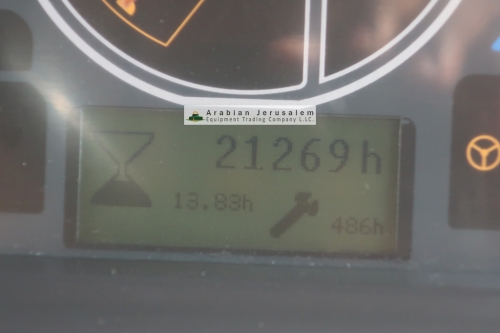 Arabian Jerusalem
Equipment Trading Company L.L.C.
21269h
13.83h
486h